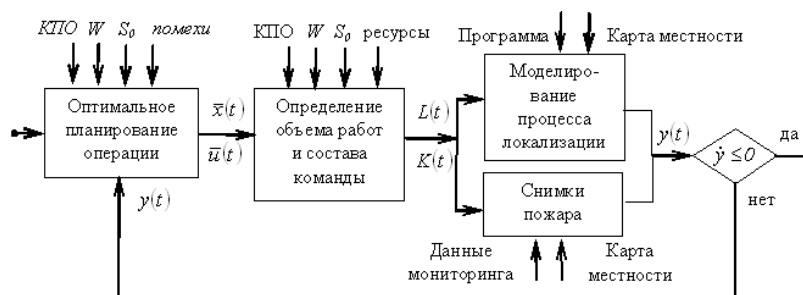 КПО W S₀ помехи
КПО W S₀ ресурсы
Программа
Карта местности
Оптимальное
планирование
операции
x̅(t)
u̅(t)
Определение
объема работ
и состава
команды
L(t)
K(t)
Моделиро-
вание
процесса
локализации
y(t)
ẏ ≤0
да
нет
Снимки
пожара
y(t)
Данные
мониторинга
Карта
местности